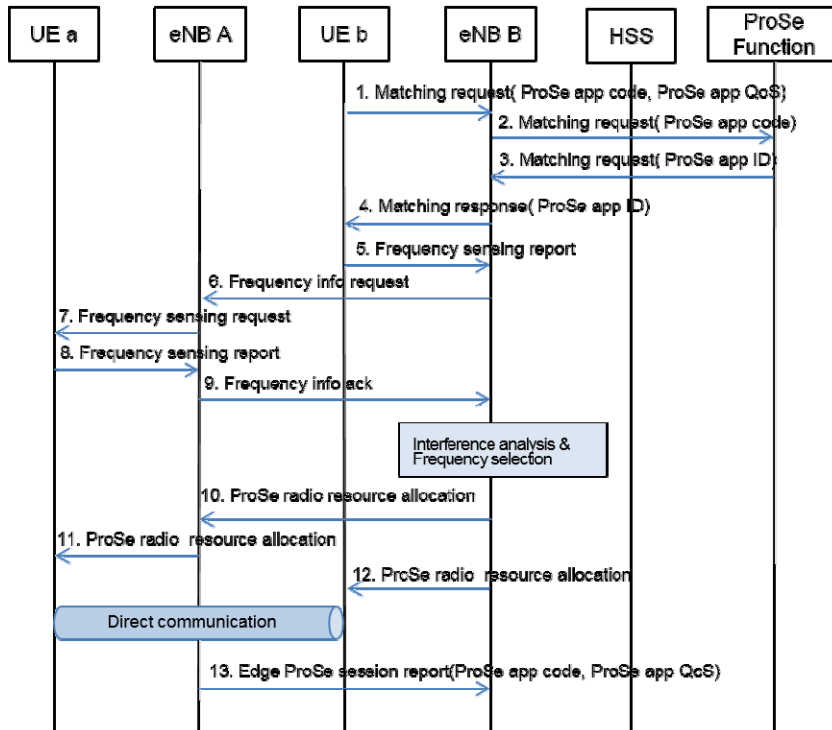 UE a
eNB A
UE b
eNB B
HSS
ProSe
Function
1. Matching request( ProSe app code, ProSe app QoS)
2. Matching request( ProSe app code)
3. Matching request( ProSe app ID)
4. Matching response( ProSe app ID)
5. Frequency sensing report
6. Frequency info request
7. Frequency sensing request
8. Frequency sensing report
9. Frequency info ack
Interference analysis &
Frequency selection
10. ProSe radio resource allocation
11. ProSe radio resource allocation
12. ProSe radio resource allocation
Direct communication
13. Edge ProSe session report(ProSe app code, ProSe app QoS)